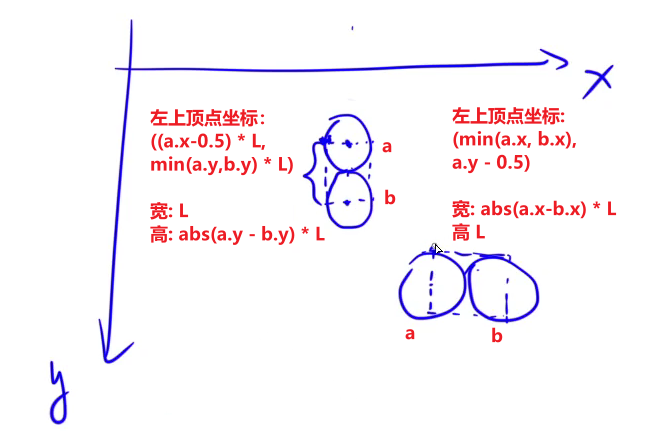 x
左上顶点坐标：
((a.x-0.5) * L,
min(a.y,b.y) * L)
宽: L
高: abs(a.y - b.y) * L
a
b
左上顶点坐标:
(min(a.x, b.x),
a.y - 0.5)
宽: abs(a.x-b.x) * L
高 L
a
b
y